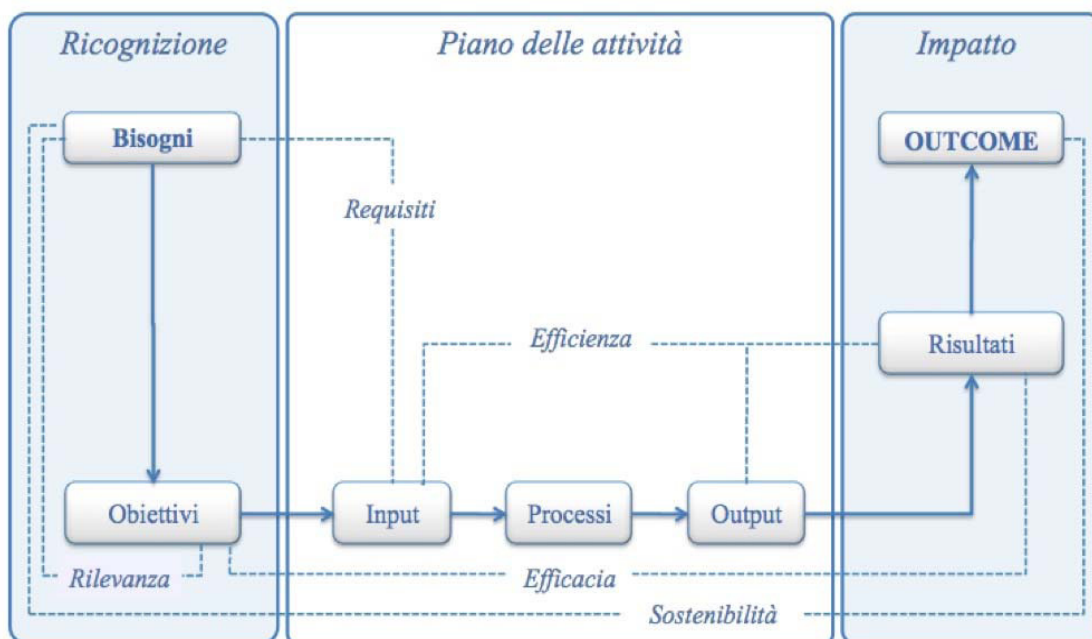 Ricognizione
Piano delle attività
Impatto
Bisogni
OUTCOME
Requisiti
Efficienza
Risultati
Obiettivi
Input
Processi
Output
Rilevanza
Efficacia
Sostenibilità